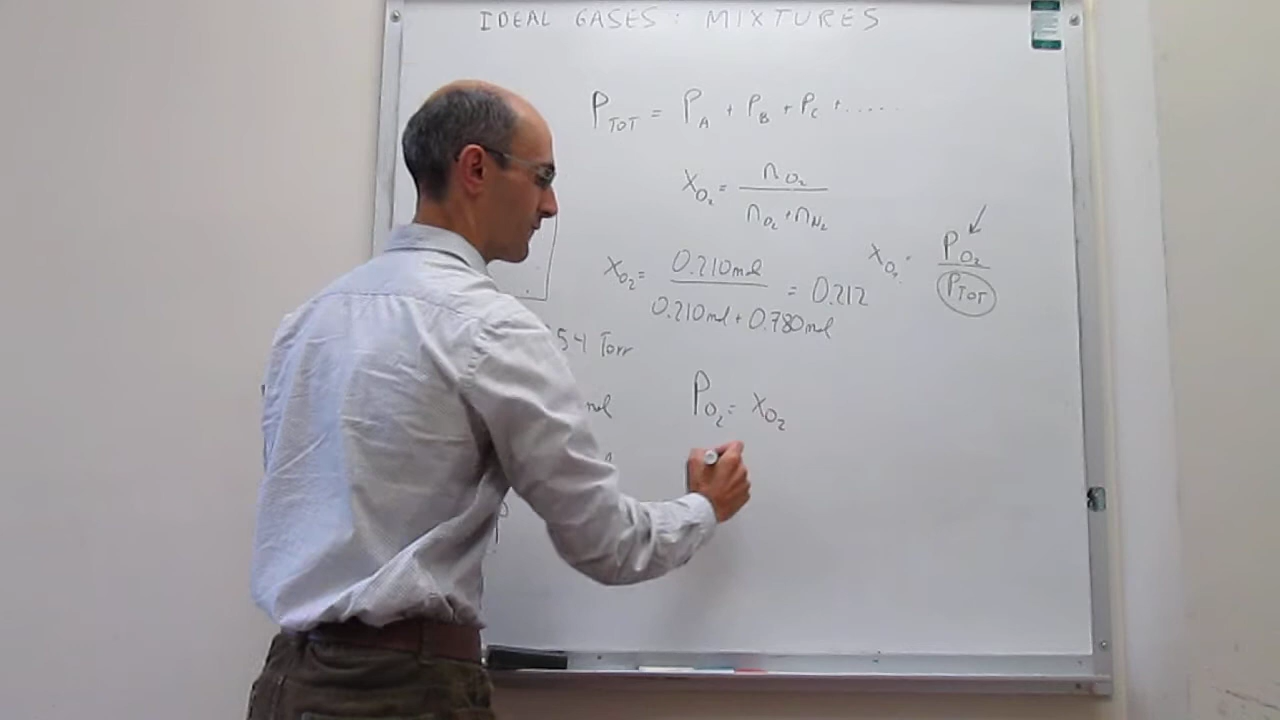 IDEAL GASES: MIXTURES
P_TOT = P_A + P_B + P_C + .....
X_O₂ = n_O₂ / (n_O₂ + n_N₂)
X_O₂ = 0.210 mol / (0.210 mol + 0.780 mol) = 0.212
X_O₂ = P_O₂ / P_TOT
54 Torr
mol
P_O₂ = X_O₂
P